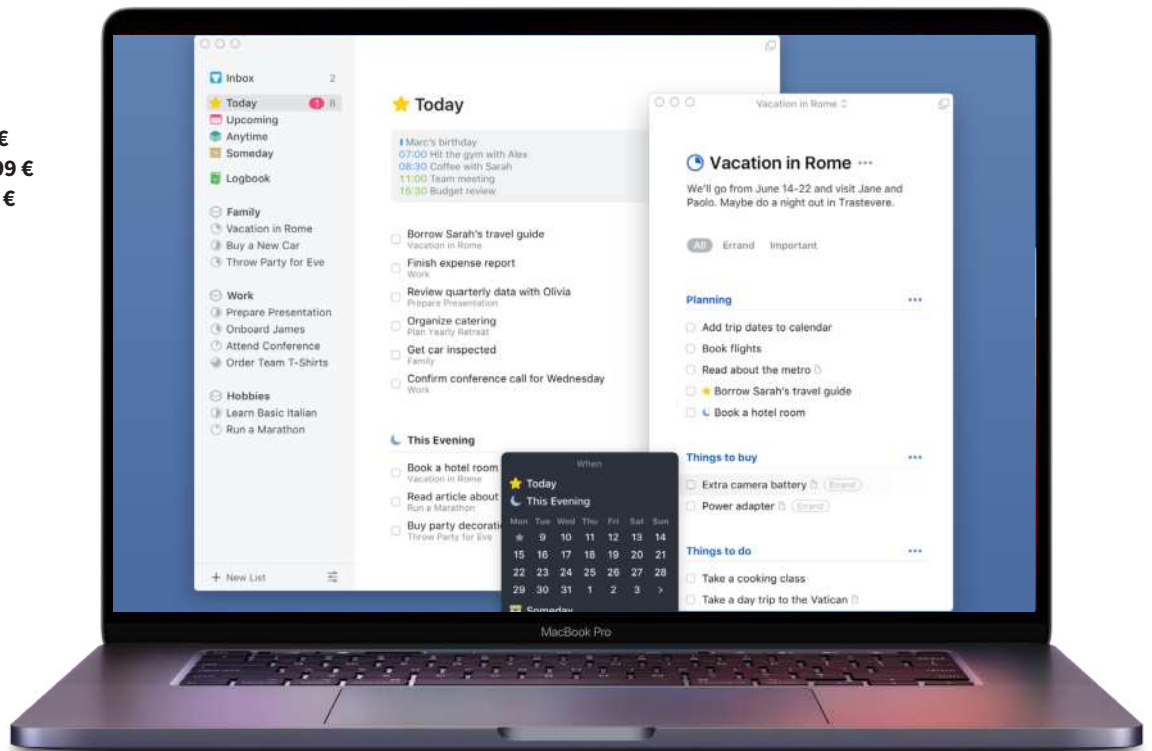 €
99 €
€
Inbox 2
Today 1 8
Upcoming
Anytime
Someday
Logbook
Family
Vacation in Rome
Buy a New Car
Throw Party for Eve
Work
Prepare Presentation
Onboard James
Attend Conference
Order Team T-Shirts
Hobbies
Learn Basic Italian
Run a Marathon
+ New List
Today
Marc's birthday
07:00 Hit the gym with Alex
08:30 Coffee with Sarah
11:00 Team meeting
15:30 Budget review
Borrow Sarah's travel guide
Vacation in Rome
Finish expense report
Work
Review quarterly data with Olivia
Prepare Presentation
Organize catering
Plan Yearly Retreat
Get car inspected
Family
Confirm conference call for Wednesday
Work
This Evening
Book a hotel room
Vacation in Rome
Read article about
Run a Marathon
Buy party decorati
Throw Party for Eve
When
Today
This Evening
Mon Tue Wed Thu Fri Sat Sun
9 10 11 12 13 14
15 16 17 18 19 20 21
22 23 24 25 26 27 28
29 30 31 1 2 3 >
Someday
Vacation in Rome
Vacation in Rome •••
We'll go from June 14-22 and visit Jane and
Paolo. Maybe do a night out in Trastevere.
All Errand Important
Planning •••
Add trip dates to calendar
Book flights
Read about the metro
Borrow Sarah's travel guide
Book a hotel room
Things to buy •••
Extra camera battery Errand
Power adapter Errand
Things to do •••
Take a cooking class
Take a day trip to the Vatican
MacBook Pro